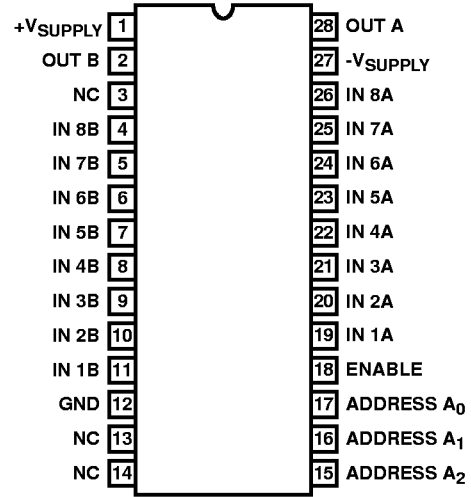 +VSUPPLY 1 28 OUT A
OUT B 2 27 -VSUPPLY
NC 3 26 IN 8A
IN 8B 4 25 IN 7A
IN 7B 5 24 IN 6A
IN 6B 6 23 IN 5A
IN 5B 7 22 IN 4A
IN 4B 8 21 IN 3A
IN 3B 9 20 IN 2A
IN 2B 10 19 IN 1A
IN 1B 11 18 ENABLE
GND 12 17 ADDRESS A0
NC 13 16 ADDRESS A1
NC 14 15 ADDRESS A2